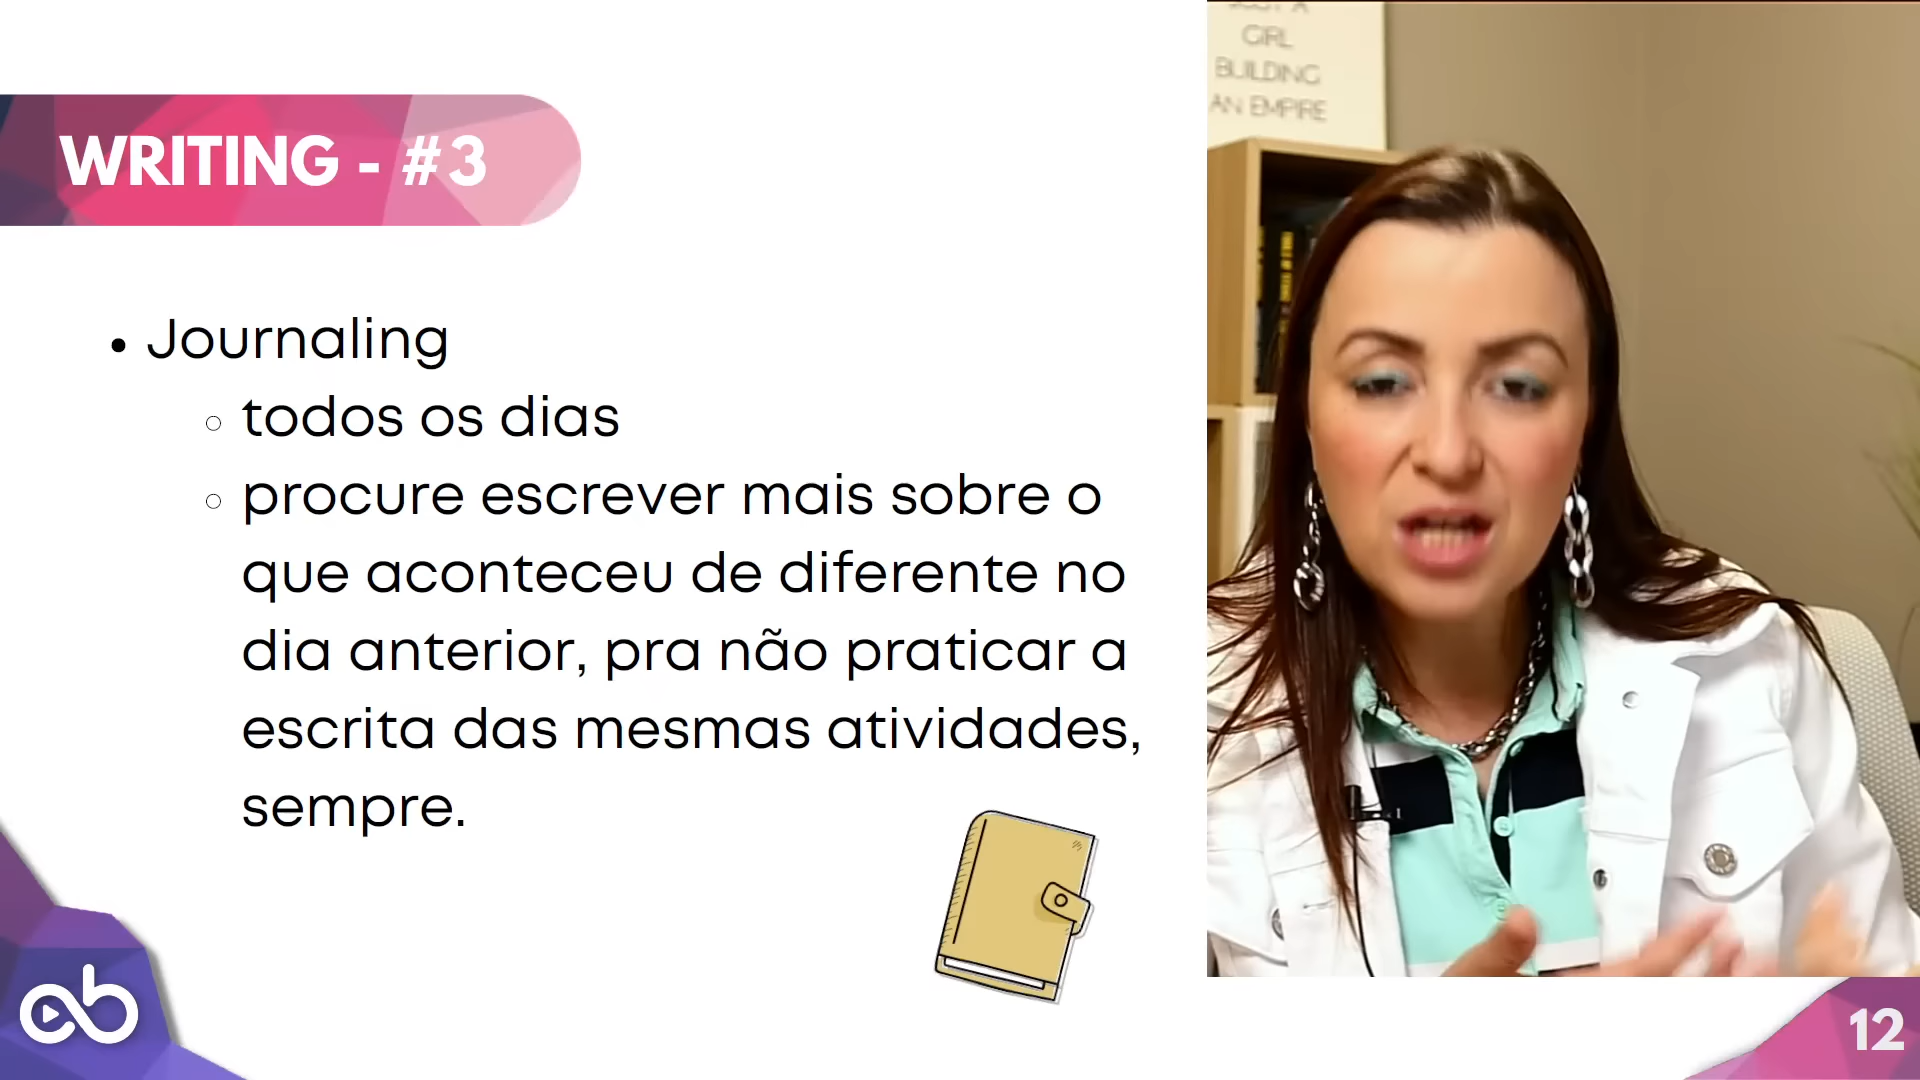 WRITING - #3
• Journaling
○ todos os dias
○ procure escrever mais sobre o
que aconteceu de diferente no
dia anterior, pra não praticar a
escrita das mesmas atividades,
sempre.
GIRL
BUILDING
AN EMPIRE
12